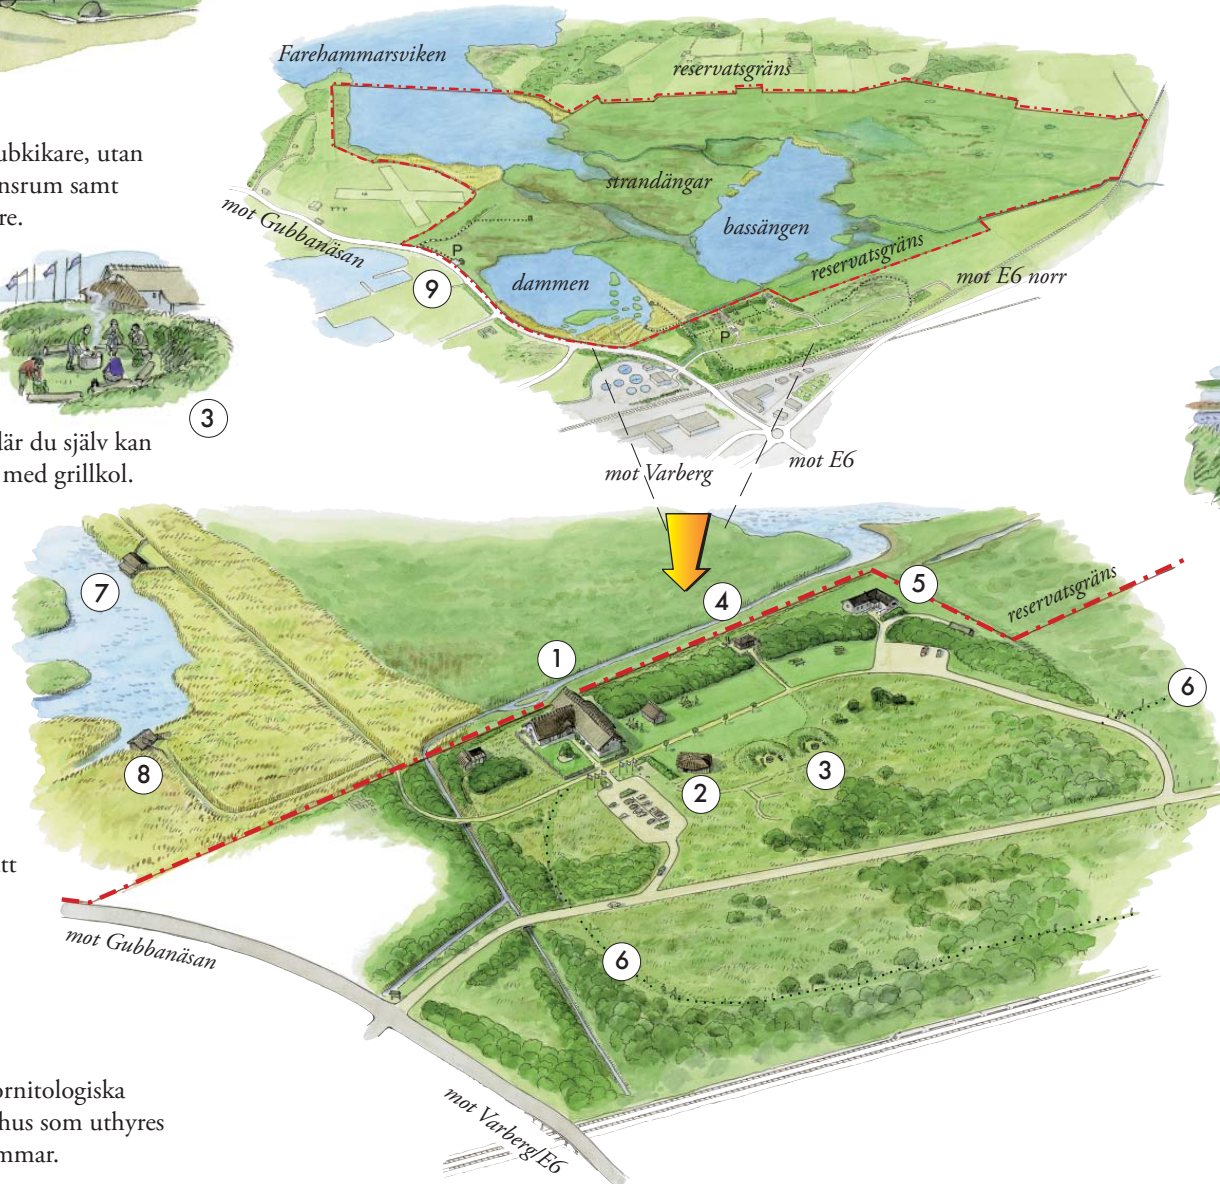 Farehammarsviken
reservatsgräns
ubkikare, utan
nsrum samt
re.
strandängar
mot Gubbanäsan
bassängen
P
reservatsgräns
mot E6 norr
dammen
9
P
3
lär du själv kan
med grillkol.
mot Varberg
mot E6
7
4
5
reservatsgräns
1
6
8
2
3
tt
mot Gubbanäsan
6
ornitologiska
hus som uthyres
mmar.
mot Varberg/E6